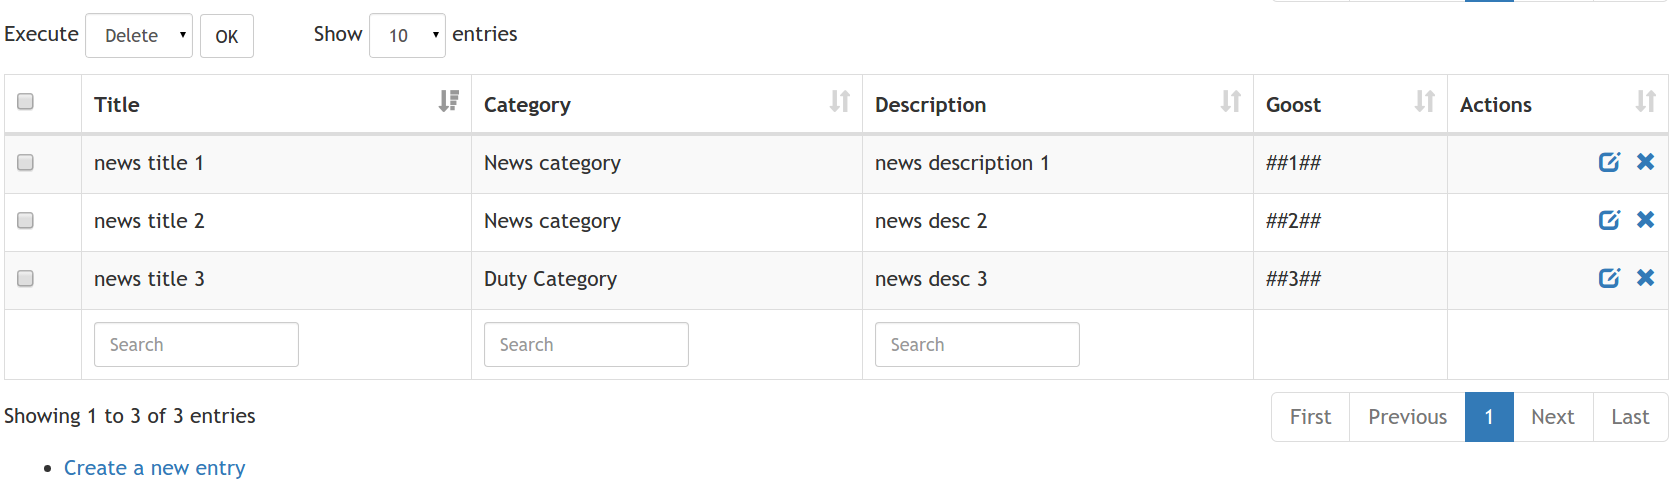 Execute Delete OK Show 10 entries
Title Category Description Goost Actions
news title 1 News category news description 1 ##1##
news title 2 News category news desc 2 ##2##
news title 3 Duty Category news desc 3 ##3##
Search Search Search
Showing 1 to 3 of 3 entries First Previous 1 Next Last
Create a new entry